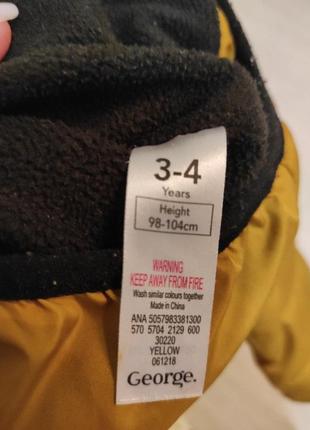 3-4
Years
Height
98-104cm
WARNING
KEEP AWAY FROM FIRE
Wash similar colours together
Made in China
ANA 5057983381300
570 5704 2129 600
30220
YELLOW
061218
George.